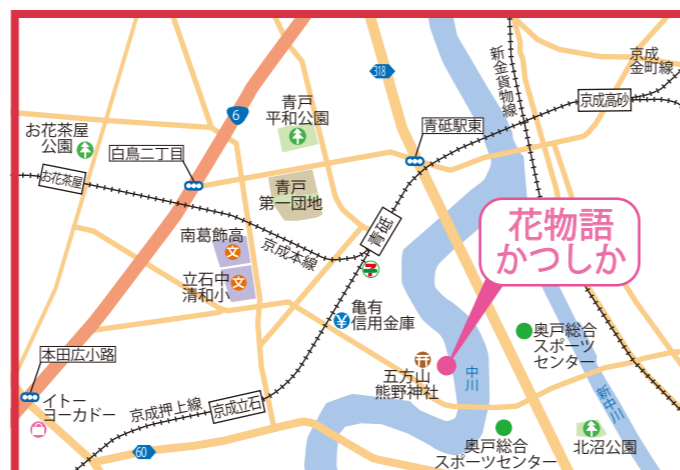 新金貨物線
京成
金町線
318
京成高砂
6
青戸
平和公園
お花茶屋
公園
白鳥二丁目
青砥駅東
お花茶屋
青戸
第一団地
花物語
かつしか
青砥
南葛飾高
文
京成本線
立石中
清和小
文
7
亀有
信用金庫
奥戸総合
スポーツ
センター
本田広小路
五方山
熊野神社
中川
新中川
イトー
ヨーカドー
京成押上線
京成立石
60
奥戸総合
スポーツセンター
北沼公園